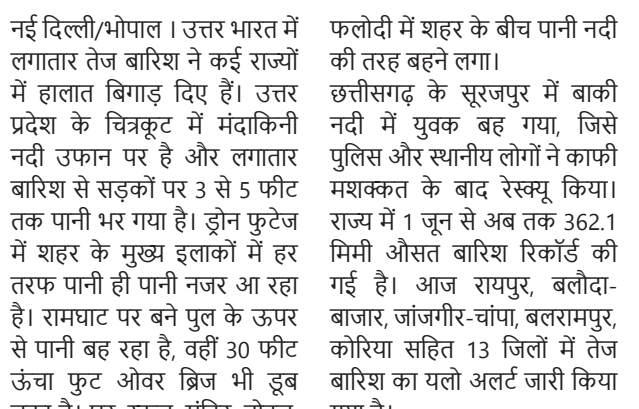 नई दिल्ली/भोपाल । उत्तर भारत में
लगातार तेज बारिश ने कई राज्यों
में हालात बिगाड़ दिए हैं। उत्तर
प्रदेश के चित्रकूट में मंदाकिनी
नदी उफान पर है और लगातार
बारिश से सड़कों पर 3 से 5 फीट
तक पानी भर गया है। ड्रोन फुटेज
में शहर के मुख्य इलाकों में हर
तरफ पानी ही पानी नजर आ रहा
है। रामघाट पर बने पुल के ऊपर
से पानी बह रहा है, वहीं 30 फीट
ऊंचा फुट ओवर ब्रिज भी डूब
फलोदी में शहर के बीच पानी नदी
की तरह बहने लगा।
छत्तीसगढ़ के सूरजपुर में बाकी
नदी में युवक बह गया, जिसे
पुलिस और स्थानीय लोगों ने काफी
मशक्कत के बाद रेस्क्यू किया।
राज्य में 1 जून से अब तक 362.1
मिमी औसत बारिश रिकॉर्ड की
गई है। आज रायपुर, बलौदा-
बाजार, जांजगीर-चांपा, बलरामपुर,
कोरिया सहित 13 जिलों में तेज
बारिश का यलो अलर्ट जारी किया
गया है।